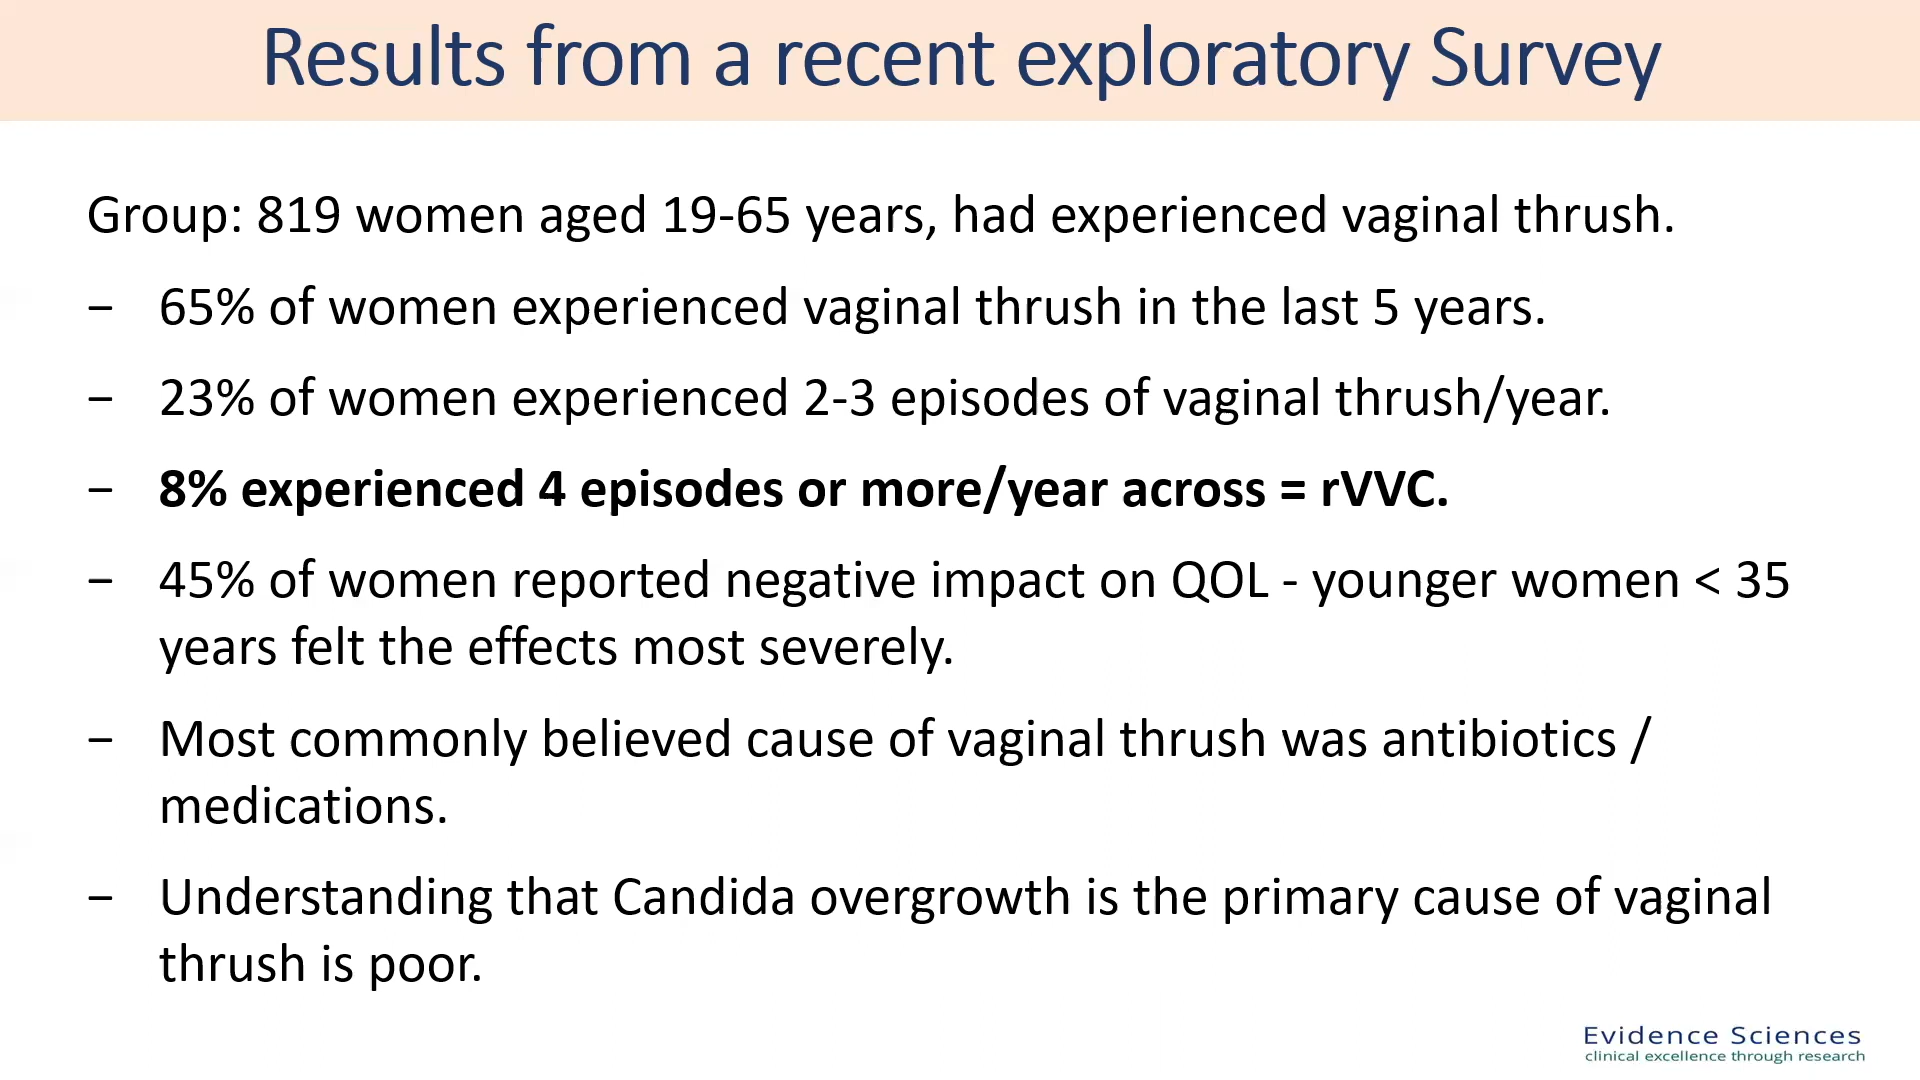 Results from a recent exploratory Survey
Group: 819 women aged 19-65 years, had experienced vaginal thrush.
− 65% of women experienced vaginal thrush in the last 5 years.
− 23% of women experienced 2-3 episodes of vaginal thrush/year.
− 8% experienced 4 episodes or more/year across = rVVC.
− 45% of women reported negative impact on QOL - younger women < 35
years felt the effects most severely.
− Most commonly believed cause of vaginal thrush was antibiotics /
medications.
− Understanding that Candida overgrowth is the primary cause of vaginal
thrush is poor.
Evidence Sciences
clinical excellence through research